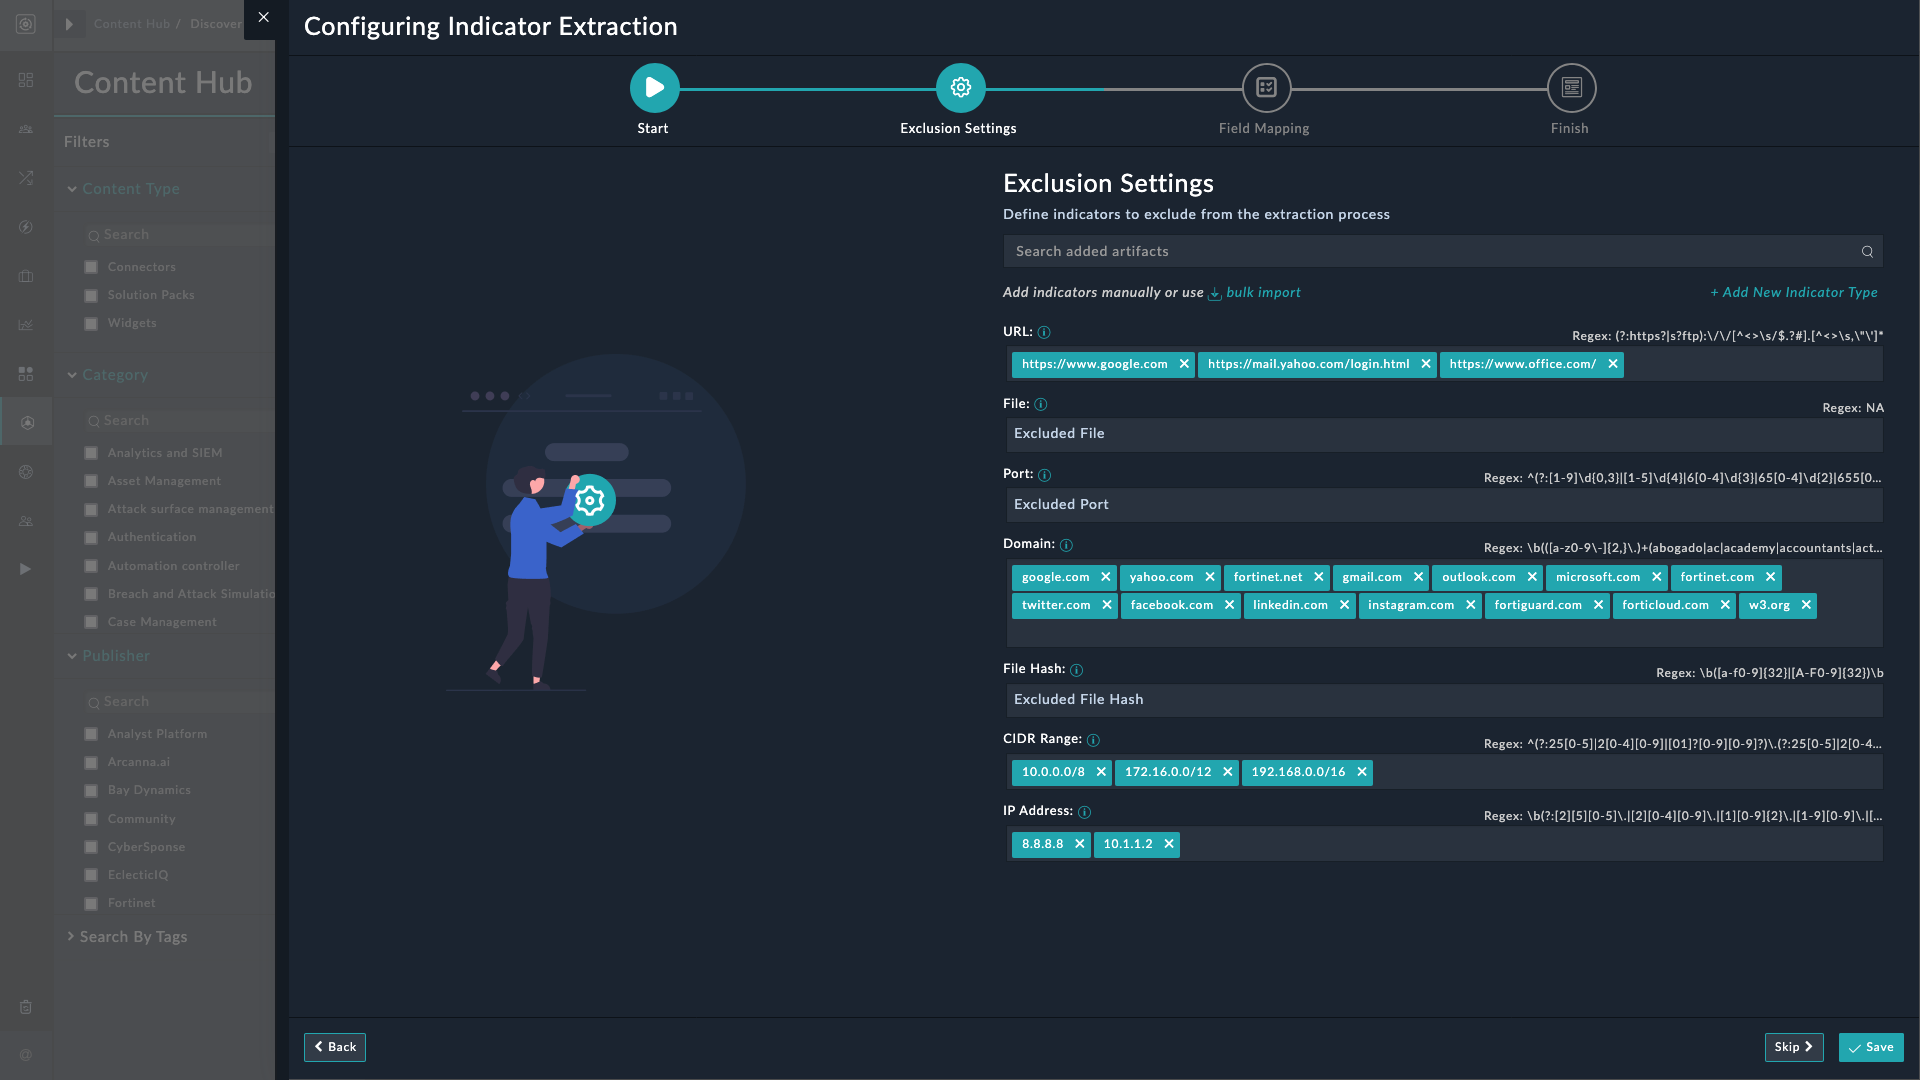 Content Hub / Discover
Content Hub
Filters
Content Type
Search
Connectors
Solution Packs
Widgets
Category
Search
Analytics and SIEM
Asset Management
Attack surface management
Authentication
Automation controller
Breach and Attack Simulatio
Case Management
Publisher
Search
Analyst Platform
Arcanna.ai
Bay Dynamics
Community
CyberSponse
EclecticIQ
Fortinet
Search By Tags
Configuring Indicator Extraction
Start
Exclusion Settings
Field Mapping
Finish
Exclusion Settings
Define indicators to exclude from the extraction process
Search added artifacts
Add indicators manually or use bulk import
+ Add New Indicator Type
URL:
Regex: (?:https?|s?ftp):\/\/[^<>\s/$.?#].[^<>\s,\"\']*
https://www.google.com https://mail.yahoo.com/login.html https://www.office.com/
File:
Regex: NA
Excluded File
Port:
Regex: ^(?:[1-9]\d{0,3}|[1-5]\d{4}|6[0-4]\d{3}|65[0-4]\d{2}|655[0...
Excluded Port
Domain:
Regex: \b(([a-z0-9\-]{2,}\.)+(abogado|ac|academy|accountants|act...
google.com yahoo.com fortinet.net gmail.com outlook.com microsoft.com fortinet.com
twitter.com facebook.com linkedin.com instagram.com fortiguard.com forticloud.com w3.org
File Hash:
Regex: \b([a-f0-9]{32}|[A-F0-9]{32})\b
Excluded File Hash
CIDR Range:
Regex: ^(?:25[0-5]|2[0-4][0-9]|[01]?[0-9][0-9]?)\.(?:25[0-5]|2[0-4...
10.0.0.0/8 172.16.0.0/12 192.168.0.0/16
IP Address:
Regex: \b(?:[2][5][0-5]\.|[2][0-4][0-9]\.|[1][0-9]{2}\.|[1-9][0-9]\.|[...
8.8.8.8 10.1.1.2
Back
Skip
Save